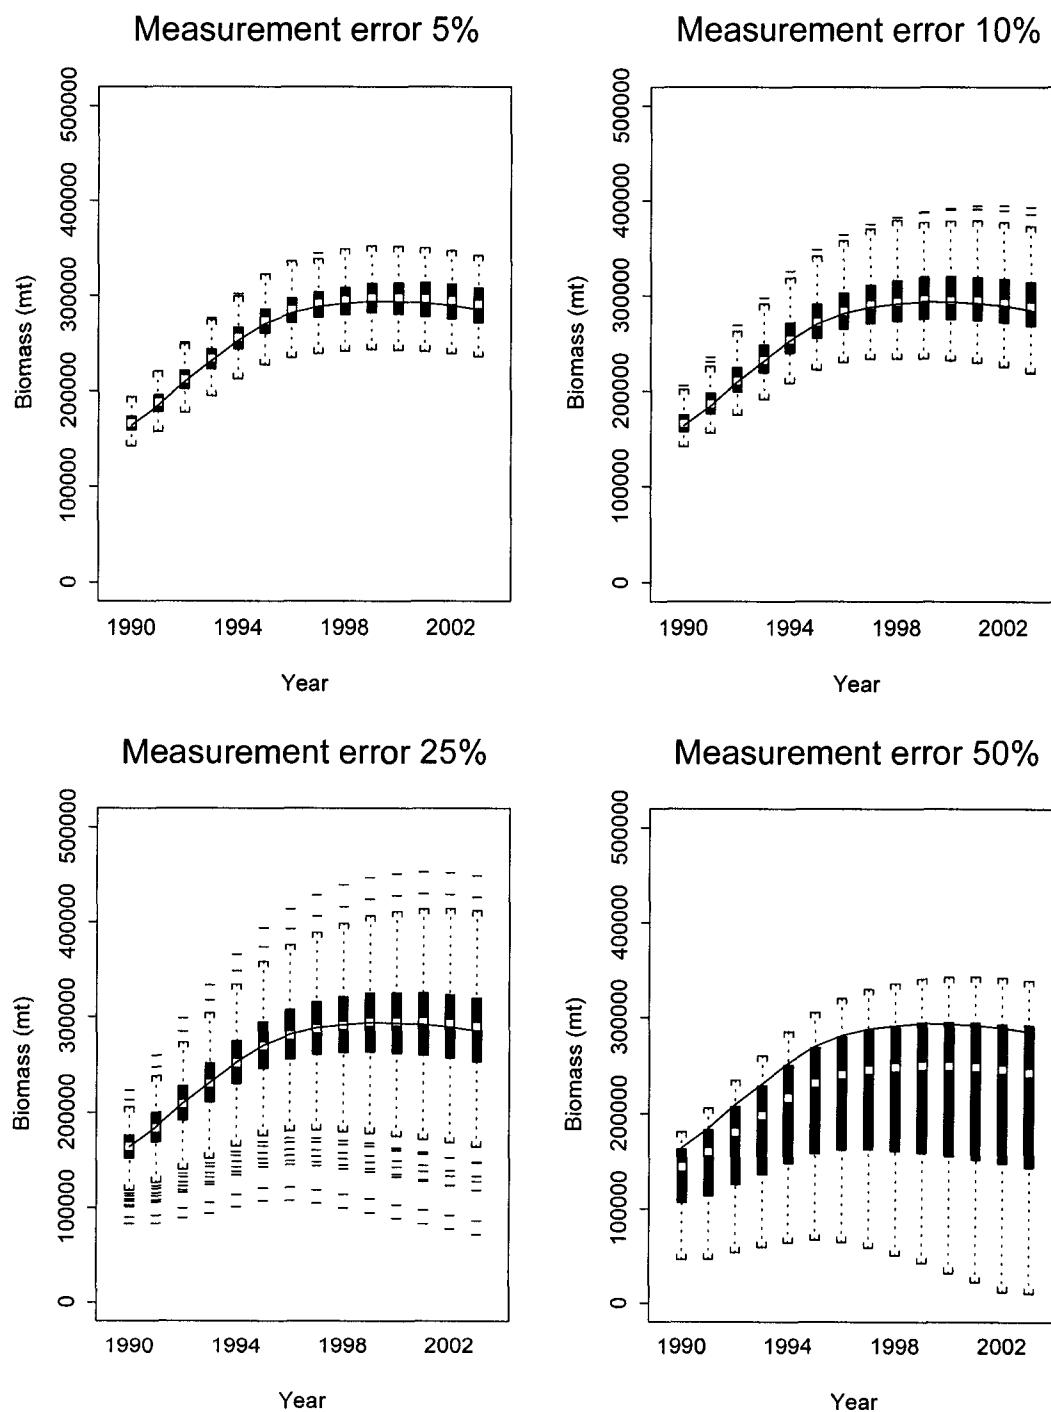 Measurement error 5%
Biomass (mt)
500000
400000
300000
200000
100000
0
1990 1994 1998 2002
Year
Measurement error 10%
Biomass (mt)
500000
400000
300000
200000
100000
0
1990 1994 1998 2002
Year
Measurement error 25%
Biomass (mt)
500000
400000
300000
200000
100000
0
1990 1994 1998 2002
Year
Measurement error 50%
Biomass (mt)
500000
400000
300000
200000
100000
0
1990 1994 1998 2002
Year